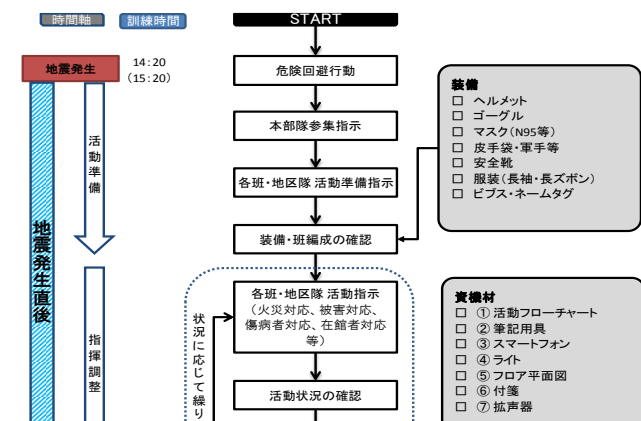 時間軸
訓練時間
START
地震発生
14:20
(15:20)
危険回避行動
本部隊参集指示
各班・地区隊 活動準備指示
装備・班編成の確認
各班・地区隊 活動指示
(火災対応、被害対応、
傷病者対応、在館者対応
等)
活動状況の確認
地震発生直後
活動準備
指揮調整
状況に応じて繰り
装備
□ ヘルメット
□ ゴーグル
□ マスク(N95等)
□ 皮手袋・軍手等
□ 安全靴
□ 服装(長袖・長ズボン)
□ ビブス・ネームタグ
資機材
□ ①活動フローチャート
□ ②筆記用具
□ ③スマートフォン
□ ④ライト
□ ⑤フロア平面図
□ ⑥付箋
□ ⑦拡声器